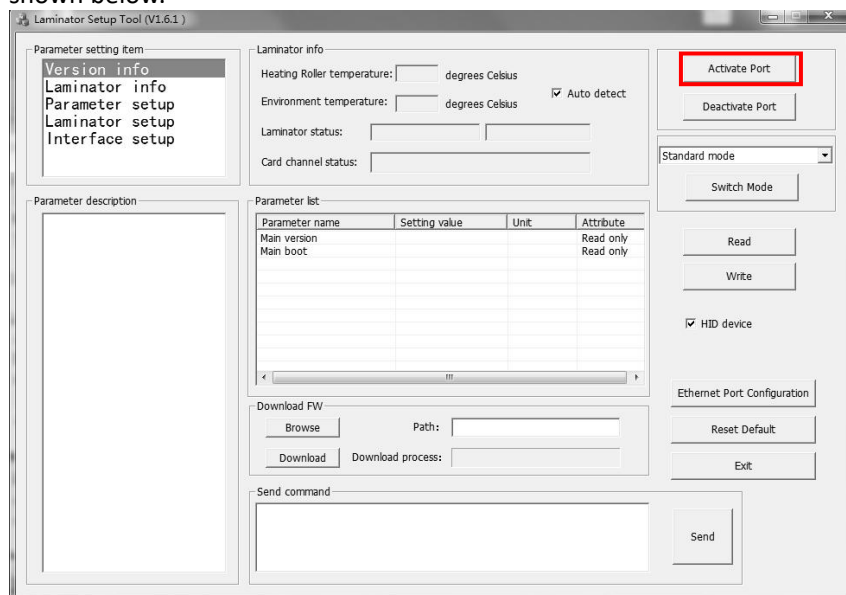 shown below.
Laminator Setup Tool (V1.6.1 )
Parameter setting item
Version info
Laminator info
Parameter setup
Laminator setup
Interface setup
Laminator info
Heating Roller temperature: degrees Celsius
Environment temperature: degrees Celsius
Auto detect
Laminator status:
Card channel status:
Activate Port
Deactivate Port
Standard mode
Switch Mode
Parameter description
Parameter list
Parameter name Setting value Unit Attribute
Main version Read only
Main boot Read only
Read
Write
HID device
Download FW
Browse Path:
Download Download process:
Ethernet Port Configuration
Reset Default
Exit
Send command
Send